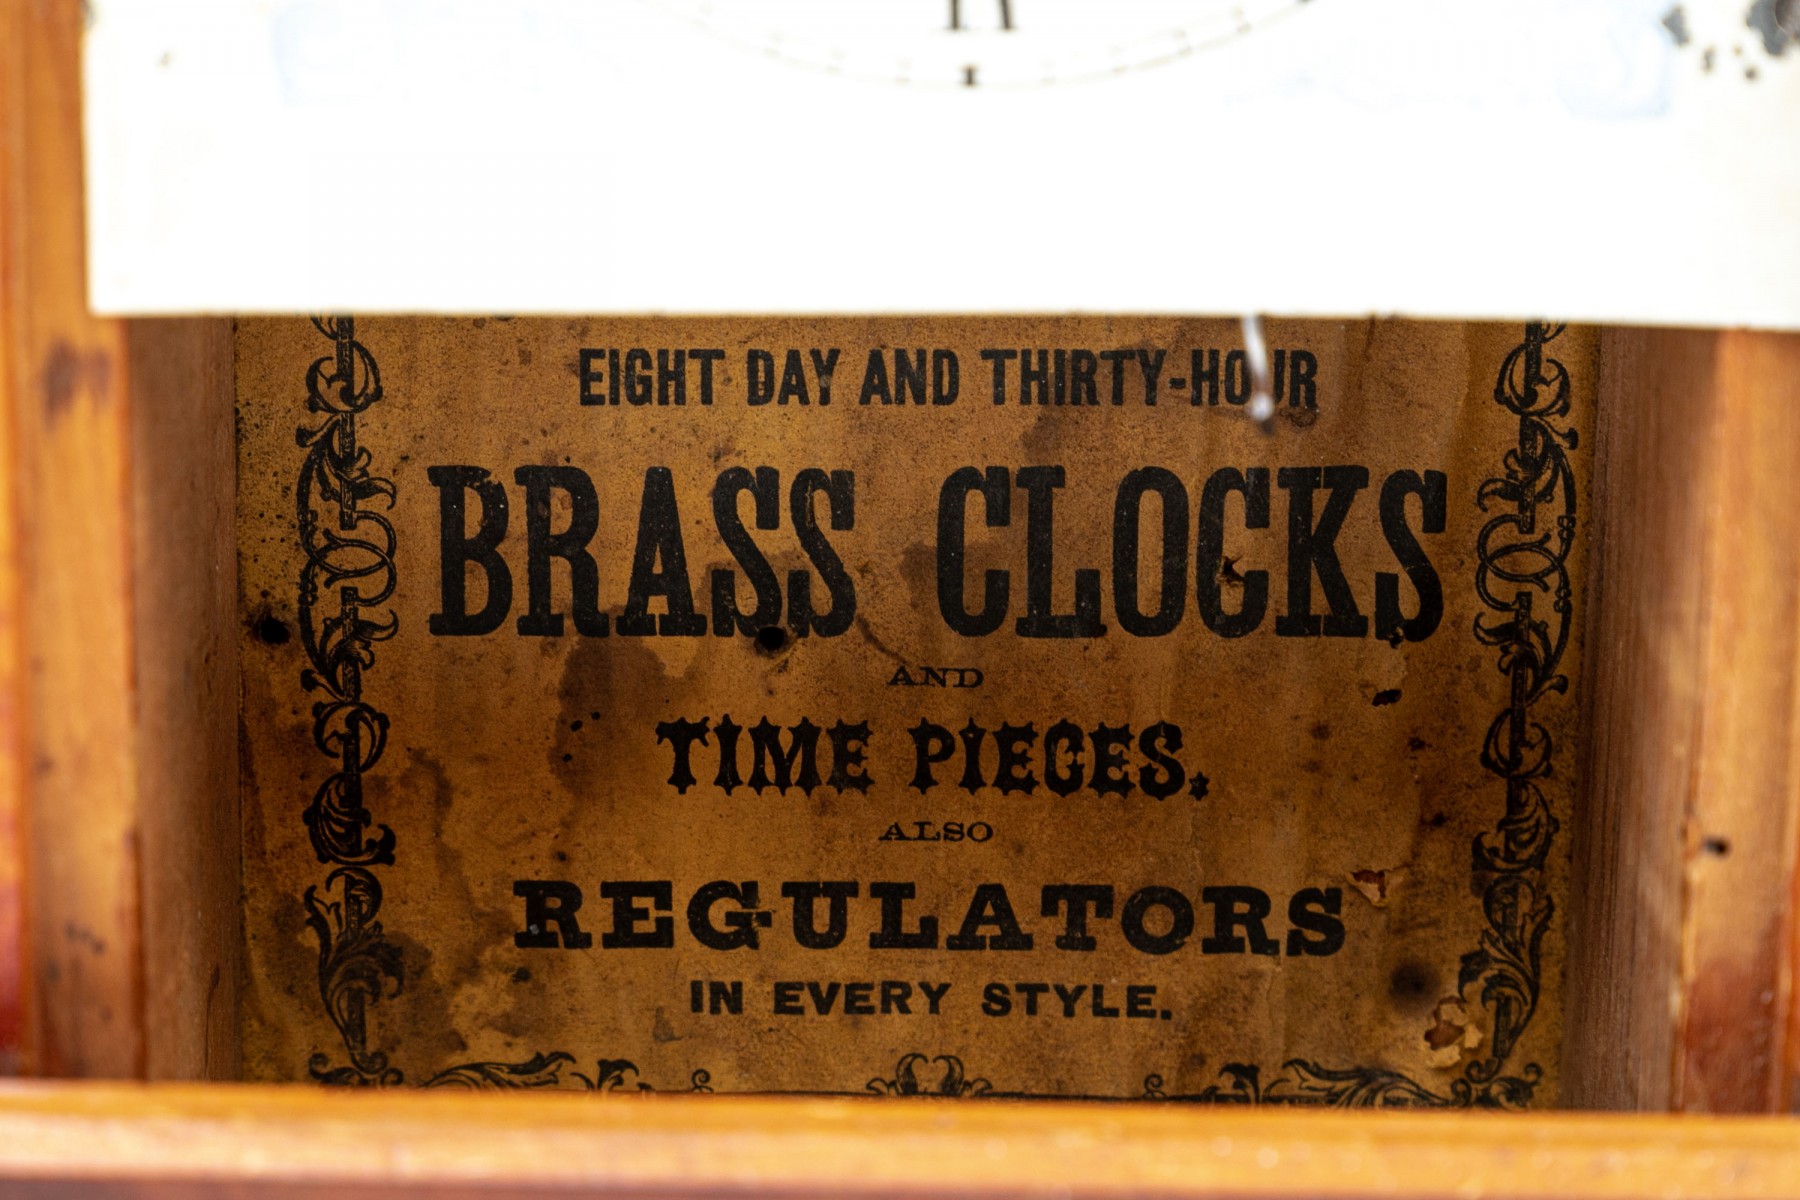 EIGHT DAY AND THIRTY-HOUR
BRASS CLOCKS
AND
TIME PIECES.
ALSO
REGULATORS
IN EVERY STYLE.